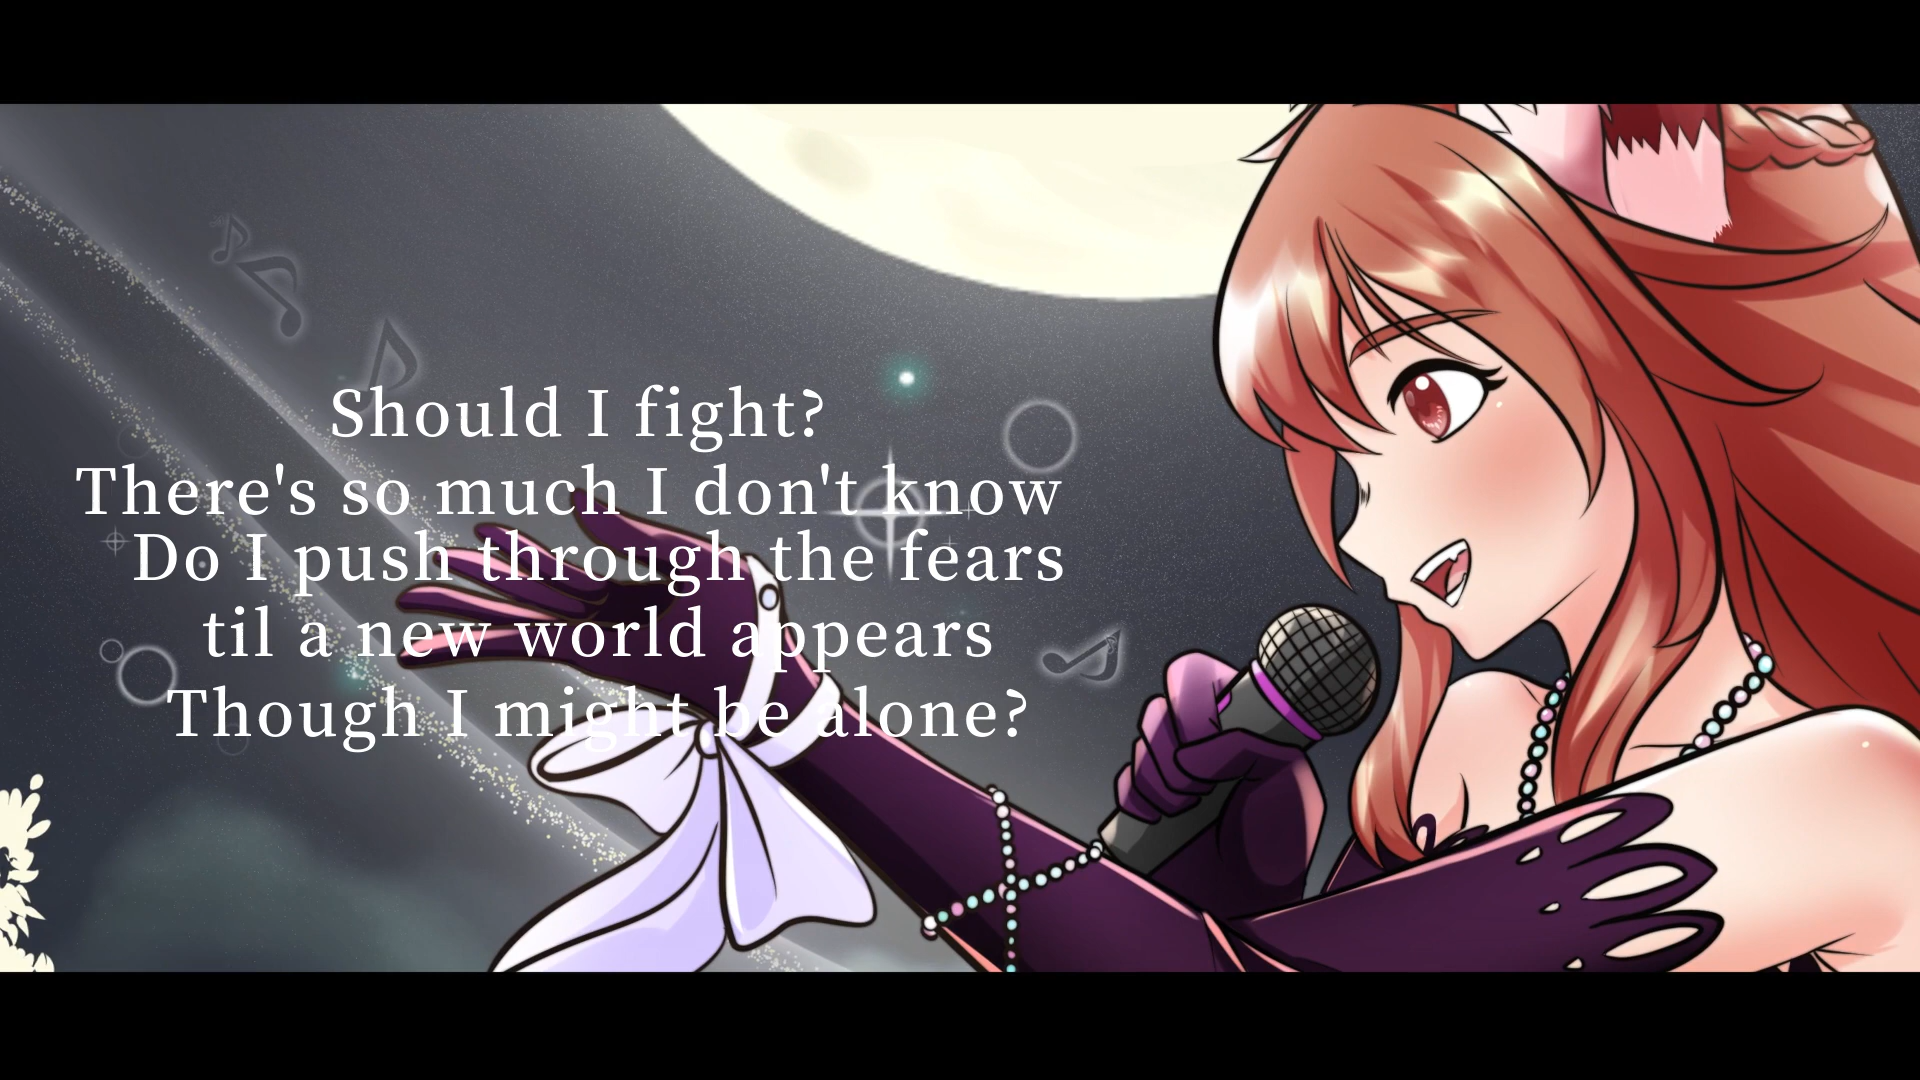 Should I fight?
There's so much I don't know
Do I push through the fears
til a new world appears
Though I might be alone?